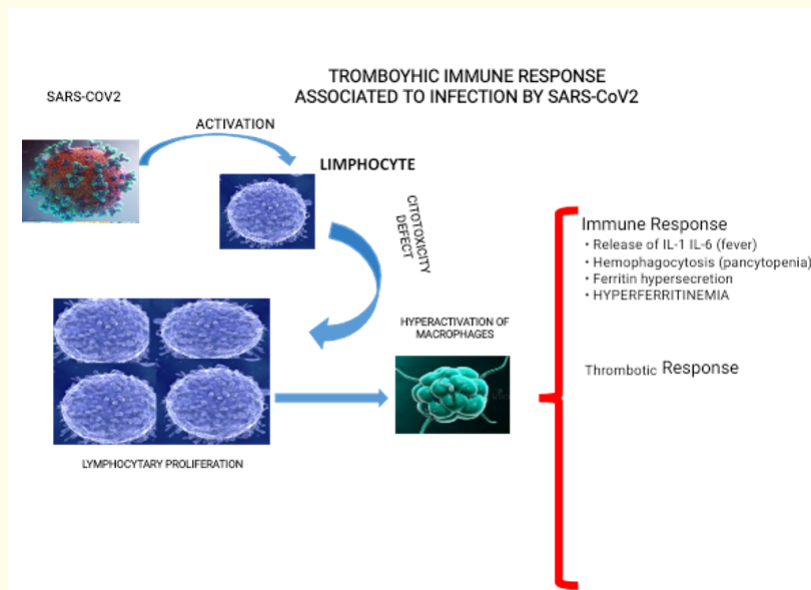 TROMBOYHIC IMMUNE RESPONSE
ASSOCIATED TO INFECTION BY SARS-CoV2
SARS-COV2
ACTIVATION
LIMPHOCYTE
CITOTOXICITY
DEFECT
HYPERACTIVATION OF
MACROPHAGES
LYMPHOCYTARY PROLIFERATION
Immune Response
• Release of IL-1 IL-6 (fever)
• Hemophagocytosis (pancytopenia)
• Ferritin hypersecretion
• HYPERFERRITINEMIA
Thrombotic Response